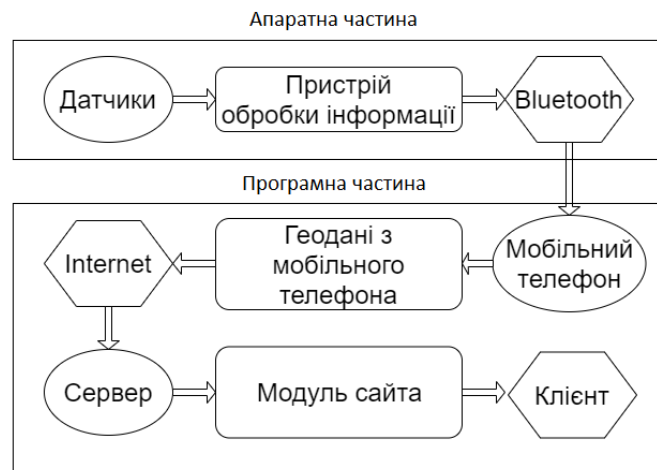 Апаратна частина
Датчики
Пристрій
обробки інформації
Bluetooth
Програмна частина
Internet
Геодані з
мобільного
телефона
Мобільний
телефон
Сервер
Модуль сайта
Клієнт